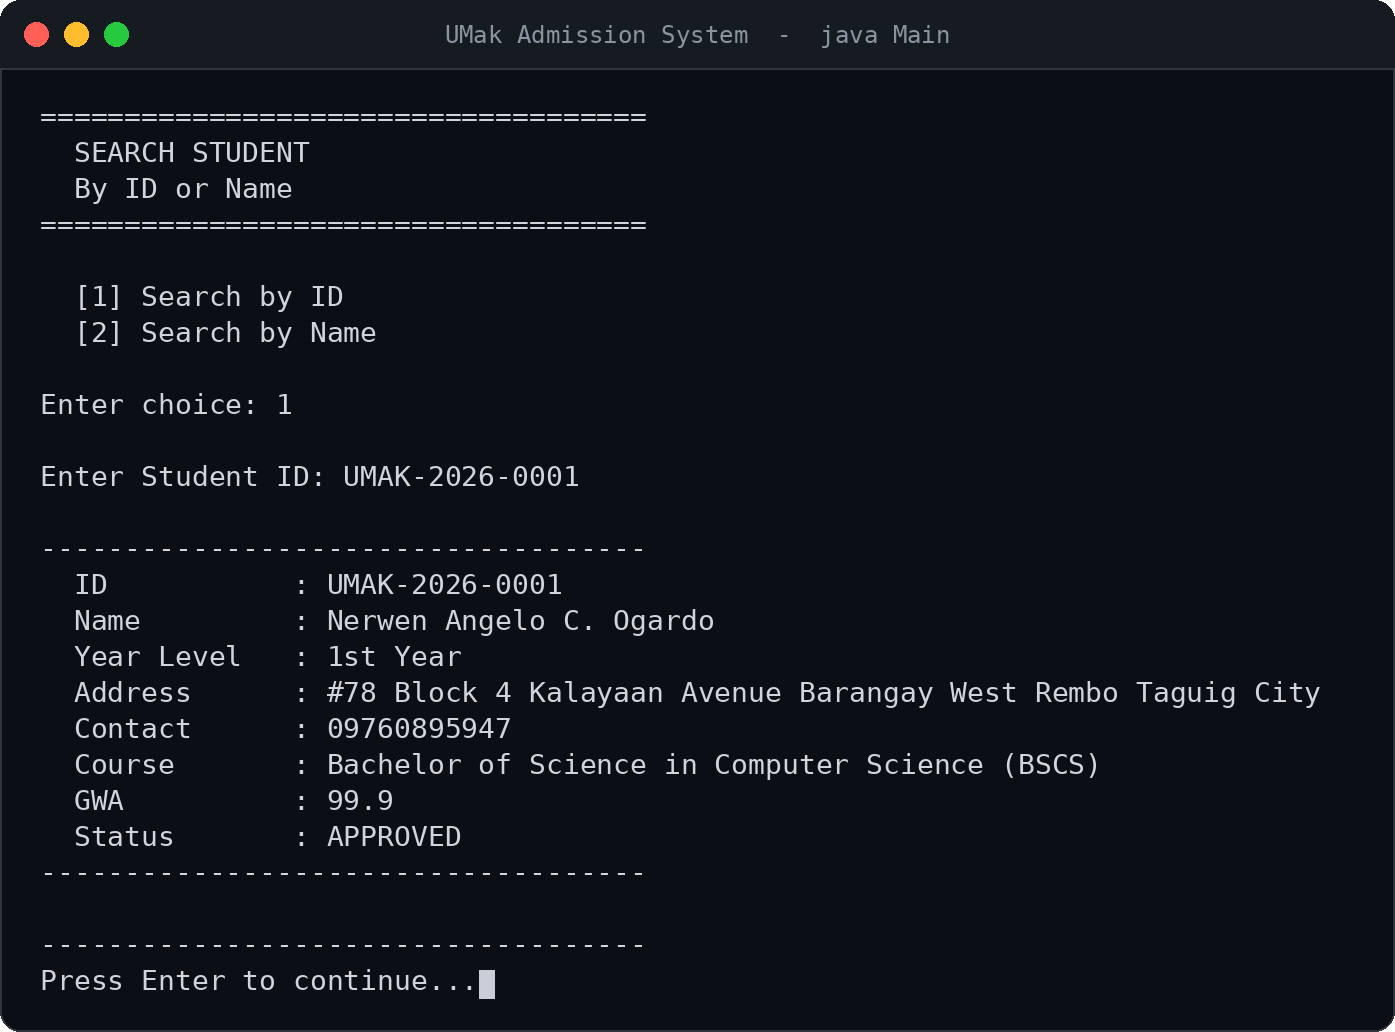 UMak Admission System  -  java Main
====================================
  SEARCH STUDENT
  By ID or Name
====================================
  [1] Search by ID
  [2] Search by Name
Enter choice: 1
Enter Student ID: UMAK-2026-0001
------------------------------------
  ID           : UMAK-2026-0001
  Name         : Nerwen Angelo C. Ogardo
  Year Level   : 1st Year
  Address      : #78 Block 4 Kalayaan Avenue Barangay West Rembo Taguig City
  Contact      : 09760895947
  Course       : Bachelor of Science in Computer Science (BSCS)
  GWA          : 99.9
  Status       : APPROVED
------------------------------------
------------------------------------
Press Enter to continue...